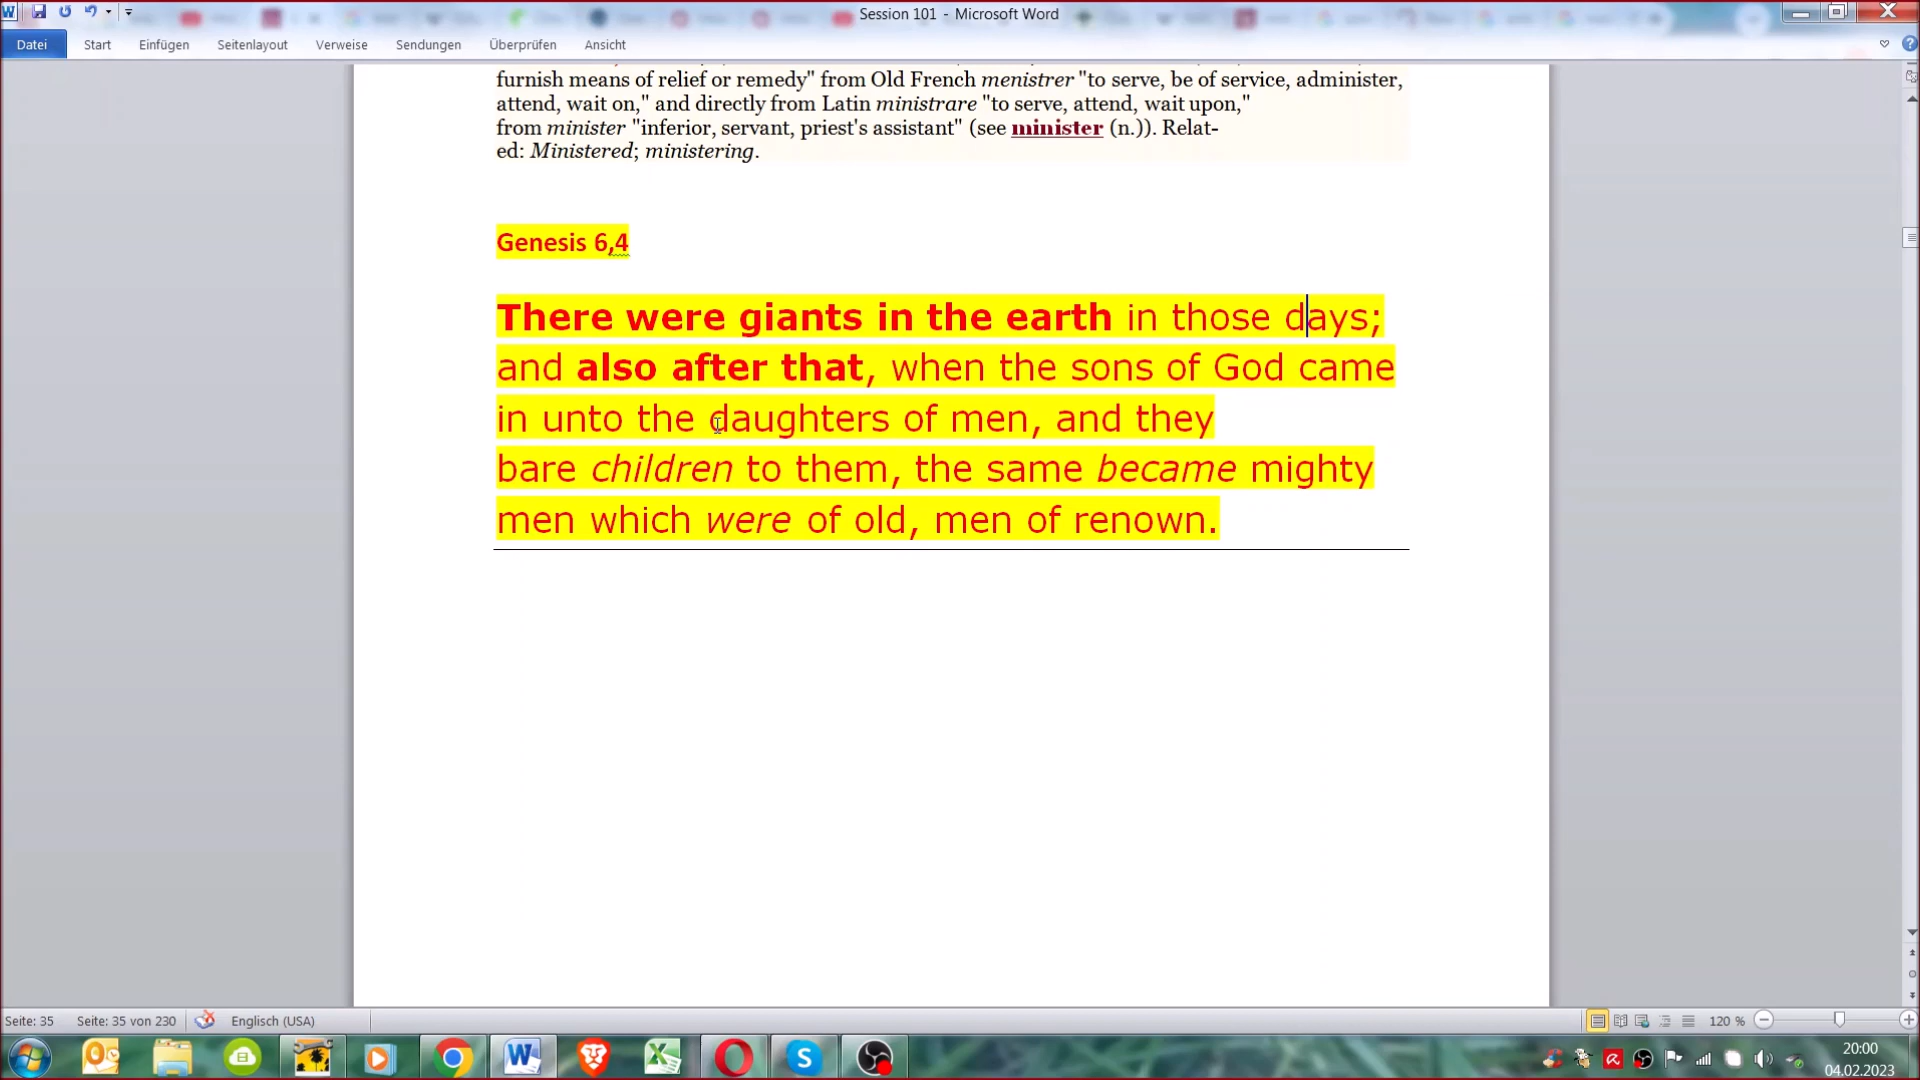 Session 101 - Microsoft Word
Datei Start Einfügen Seitenlayout Verweise Sendungen Überprüfen Ansicht
furnish means of relief or remedy" from Old French menistrer "to serve, be of service, administer,
attend, wait on," and directly from Latin ministrare "to serve, attend, wait upon,"
from minister "inferior, servant, priest's assistant" (see minister (n.)). Relat-
ed: Ministered; ministering.
Genesis 6,4
There were giants in the earth in those days;
and also after that, when the sons of God came
in unto the daughters of men, and they
bare children to them, the same became mighty
men which were of old, men of renown.
Seite: 35 Seite: 35 von 230 Englisch (USA) 120 %
20:00
04.02.2023